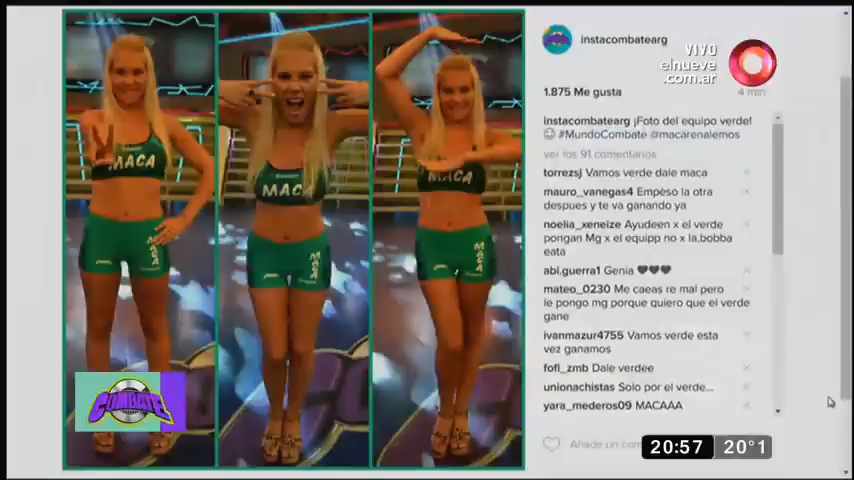 MACA
MACA
MACA
MACA
MACA
MACA
COMBATE
instacombatearg
VIVO
elnueve
.com.ar
1.875 Me gusta
4 min
instacombatearg ¡Foto del equipo verde!
#MundoCombate @macarenalemos
ver los 91 comentarios
torrezsj Vamos verde dale maca
mauro_vanegas4 Empèso la otra
despues y te va ganando ya
noelia_xeneize Ayudeen x el verde
pongan Mg x el equipp no x la,bobba
eata
abi.guerra1 Genia ♥♥♥
mateo_0230 Me caeas re mal pero
le pongo mg porque quiero que el verde
gane
ivanmazur4755 Vamos verde esta
vez ganamos
fofi_zmb Dale verdee
unionachistas Solo por el verde...
yara_mederos09 MACAAA
Añade un com
20:57 20°1